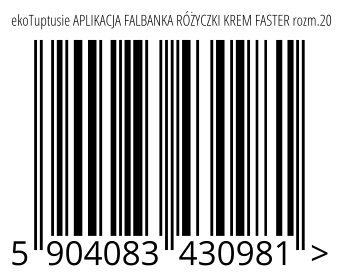 ekoTuptusie APLIKACJA FALBANKA RÓŻYCZKI KREM FASTER rozm.20
5 904083 430981 >